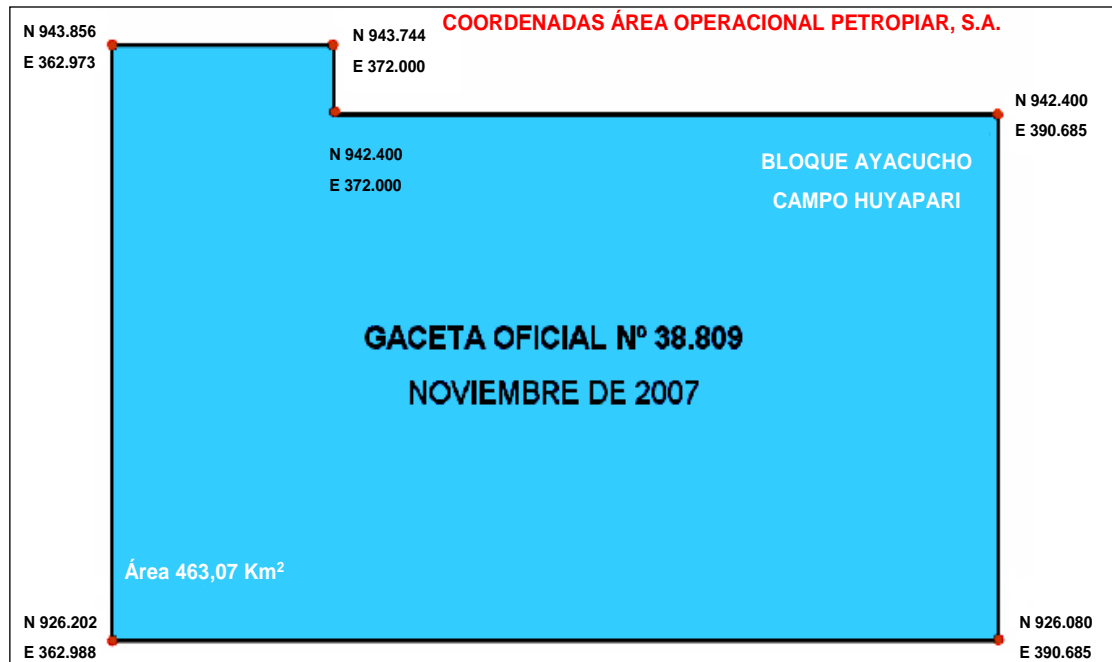 COORDENADAS ÁREA OPERACIONAL PETROPIAR, S.A.
N 943.856
E 362.973
N 943.744
E 372.000
N 942.400
E 390.685
N 942.400
E 372.000
BLOQUE AYACUCHO
CAMPO HUYAPARI
GACETA OFICIAL Nº 38.809
NOVIEMBRE DE 2007
Área 463,07 Km²
N 926.202
E 362.988
N 926.080
E 390.685